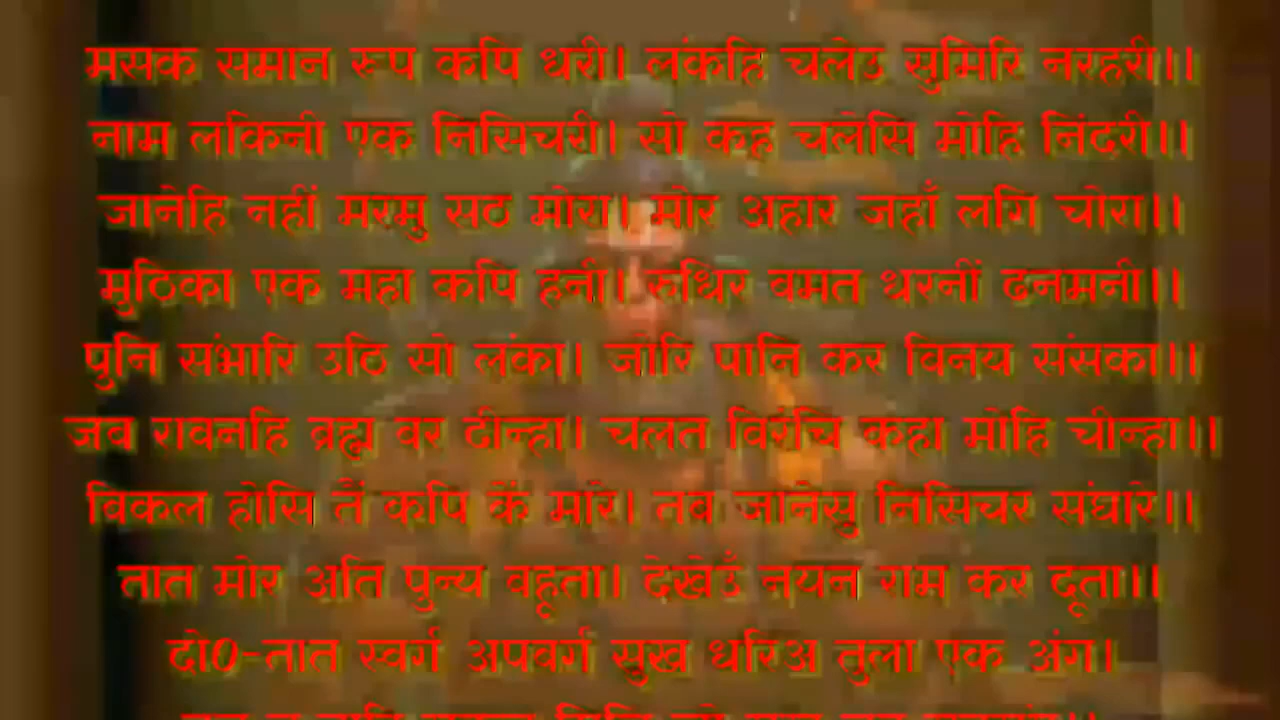 मसक समान रूप कपि धरी। लंकहि चलेउ सुमिरि नरहरी।।
नाम लंकिनी एक निसिचरी। सो कह चलेसि मोहि निंदरी।।
जानेहि नहीं मरमु सठ मोरा। मोर अहार जहाँ लगि चोरा।।
मुठिका एक महा कपि हनी। रुधिर बमत धरनीं ढनमनी।।
पुनि संभारि उठि सो लंका। जोरि पानि कर विनय संसका।।
जब रावनहि ब्रह्म बर दीन्हा। चलत विरंचि कहा मोहि चीन्हा।।
विकल होसि तैं कपि कें मारे। तब जानेसु निसिचर संघारे।।
तात मोर अति पुन्य बहूता। देखेउँ नयन राम कर दूता।।
दो0-तात स्वर्ग अपबर्ग सुख धरिअ तुला एक अंग।